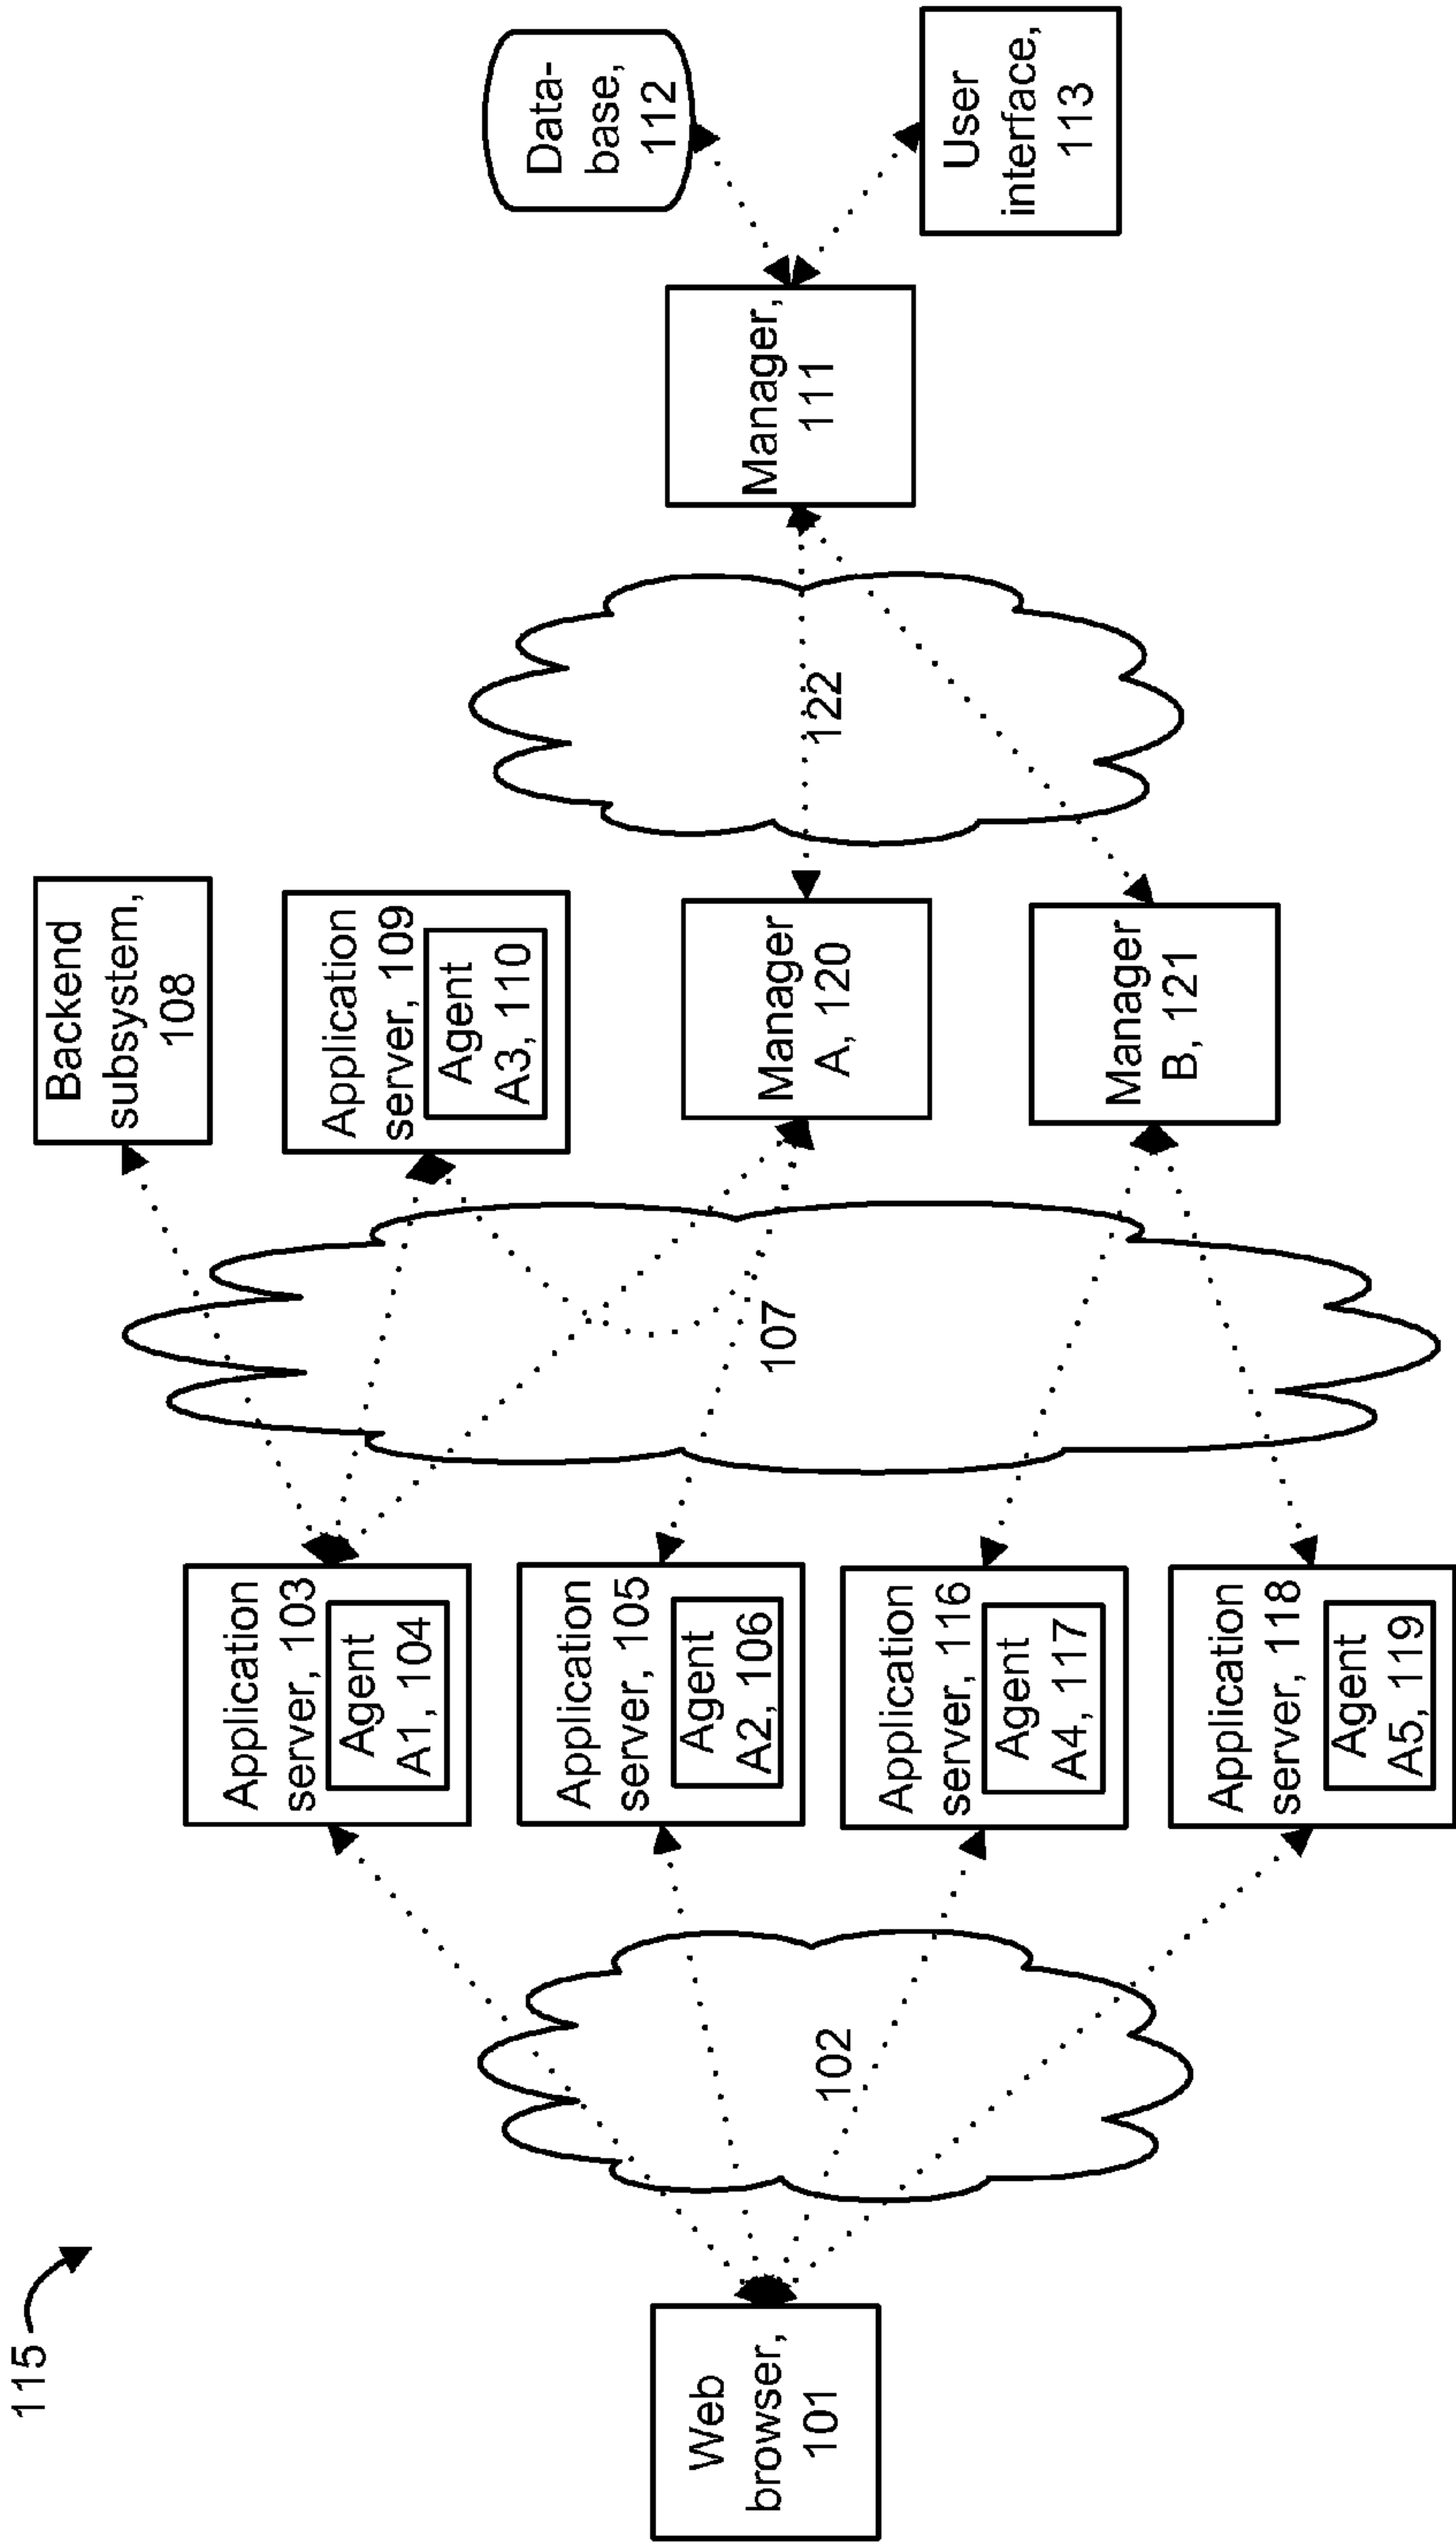 115
Web
browser,
101
102
Application
server, 103
Agent
A1, 104
Application
server, 105
Agent
A2, 106
Application
server, 116
Agent
A4, 117
Application
server, 118
Agent
A5, 119
107
Backend
subsystem,
108
Application
server, 109
Agent
A3, 110
Manager
A, 120
Manager
B, 121
122
Manager,
111
Data-
base,
112
User
interface,
113